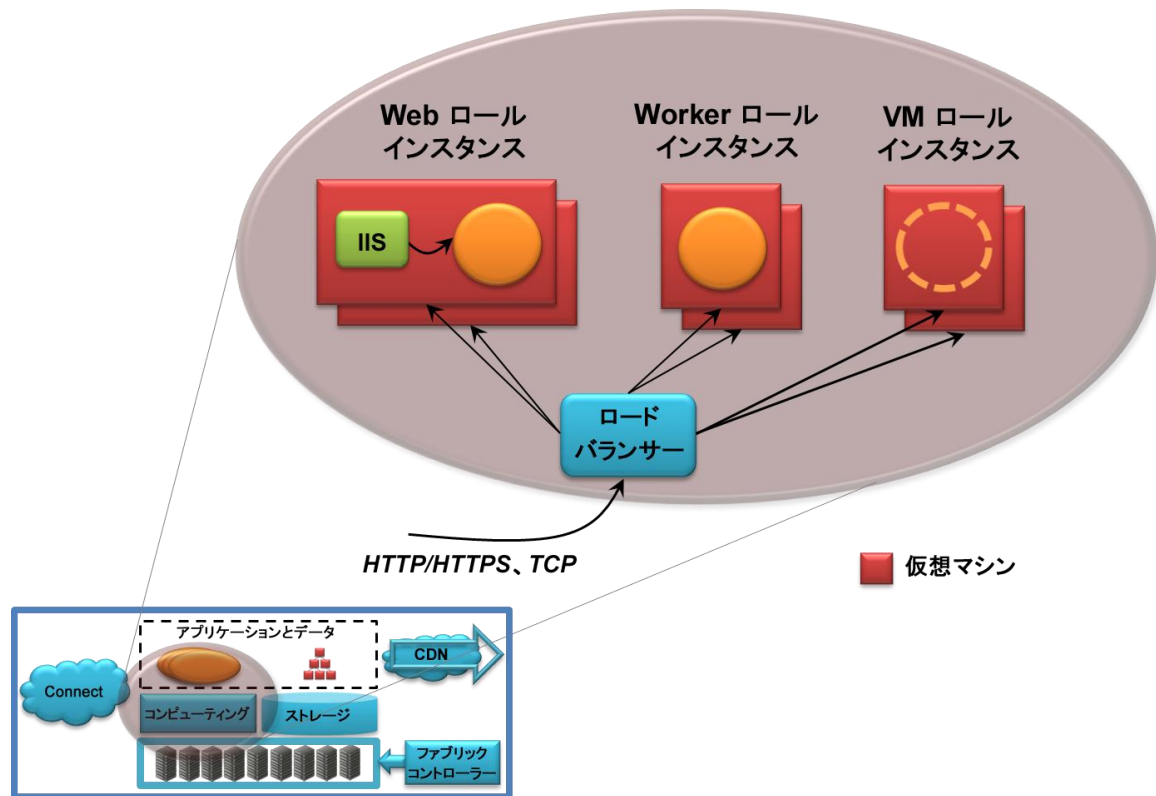 Web ロール
インスタンス
Worker ロール
インスタンス
VM ロール
インスタンス
IIS
ロード
バランサー
HTTP/HTTPS、TCP
仮想マシン
アプリケーションとデータ
CDN
Connect
コンピューティング
ストレージ
ファブリック
コントローラー